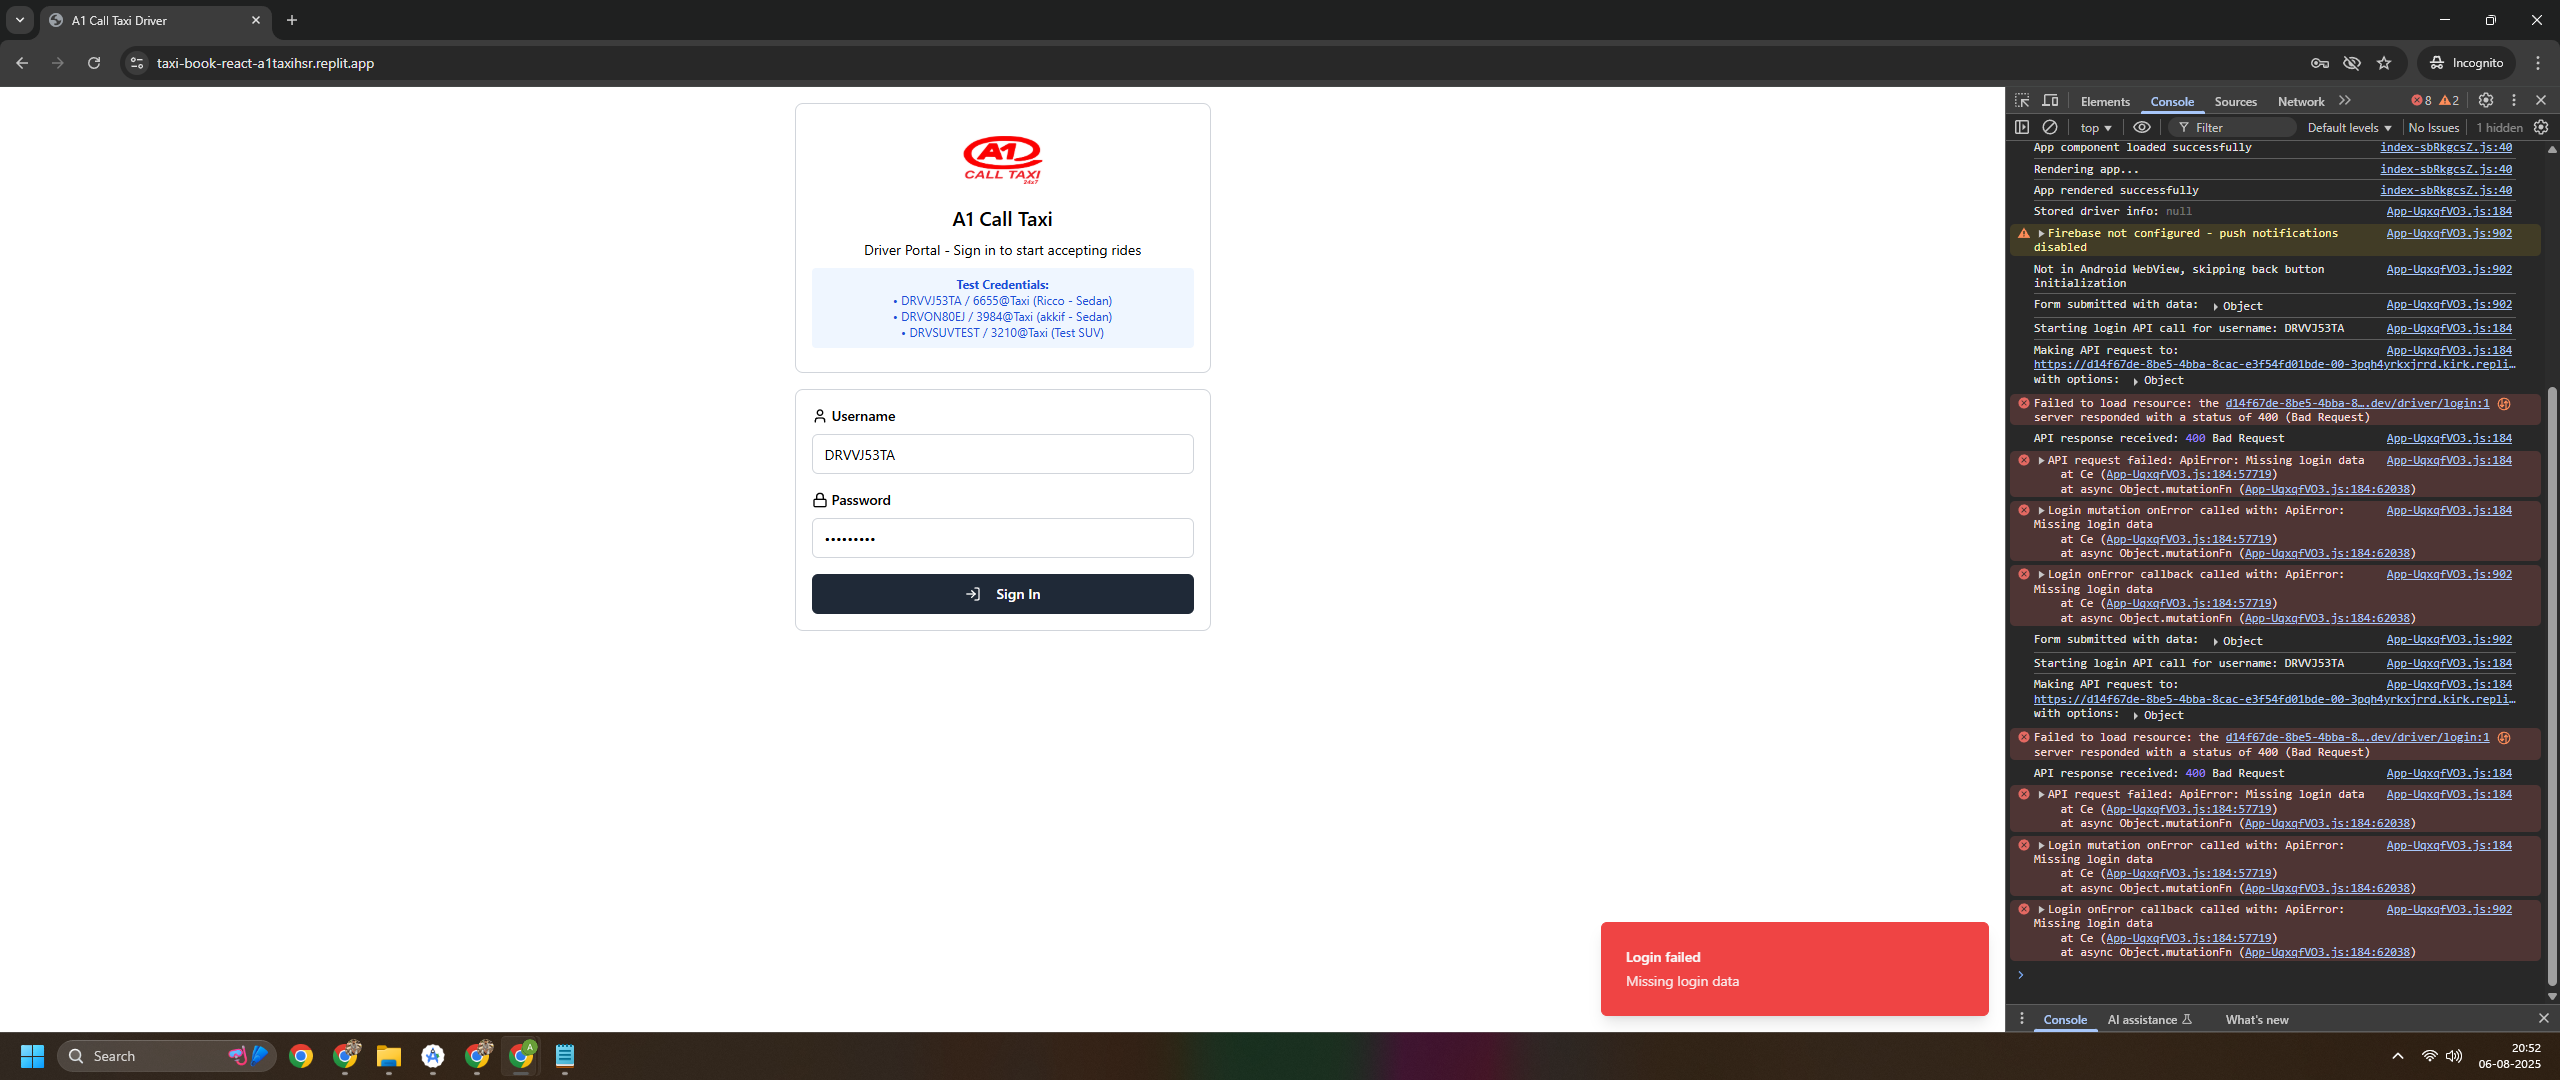 A1 Call Taxi Driver
taxi-book-react-a1taxihsr.replit.app
Incognito
A1
CALL TAXI
24x7
A1 Call Taxi
Driver Portal - Sign in to start accepting rides
Test Credentials:
• DRVVJ53TA / 6655@Taxi (Ricco - Sedan)
• DRVON80EJ / 3984@Taxi (akkif - Sedan)
• DRVSUVTEST / 3210@Taxi (Test SUV)
Username
DRVVJ53TA
Password
•••••••••
Sign In
Login failed
Missing login data
Elements Console Sources Network 8 2
top Filter Default levels No Issues 1 hidden
App component loaded successfully index-sbRkgcsZ.js:40
Rendering app... index-sbRkgcsZ.js:40
App rendered successfully index-sbRkgcsZ.js:40
Stored driver info: null App-UqxqfVO3.js:184
Firebase not configured - push notifications App-UqxqfVO3.js:902
disabled
Not in Android WebView, skipping back button App-UqxqfVO3.js:902
initialization
Form submitted with data: Object App-UqxqfVO3.js:902
Starting login API call for username: DRVVJ53TA App-UqxqfVO3.js:184
Making API request to: App-UqxqfVO3.js:184
https://d14f67de-8be5-4bba-8cac-e3f54fd01bde-00-3pqh4yrkxjrrd.kirk.repli…
with options: Object
Failed to load resource: the d14f67de-8be5-4bba-8….dev/driver/login:1
server responded with a status of 400 (Bad Request)
API response received: 400 Bad Request App-UqxqfVO3.js:184
API request failed: ApiError: Missing login data App-UqxqfVO3.js:184
at Ce (App-UqxqfVO3.js:184:57719)
at async Object.mutationFn (App-UqxqfVO3.js:184:62038)
Login mutation onError called with: ApiError: App-UqxqfVO3.js:184
Missing login data
at Ce (App-UqxqfVO3.js:184:57719)
at async Object.mutationFn (App-UqxqfVO3.js:184:62038)
Login onError callback called with: ApiError: App-UqxqfVO3.js:902
Missing login data
at Ce (App-UqxqfVO3.js:184:57719)
at async Object.mutationFn (App-UqxqfVO3.js:184:62038)
Form submitted with data: Object App-UqxqfVO3.js:902
Starting login API call for username: DRVVJ53TA App-UqxqfVO3.js:184
Making API request to: App-UqxqfVO3.js:184
https://d14f67de-8be5-4bba-8cac-e3f54fd01bde-00-3pqh4yrkxjrrd.kirk.repli…
with options: Object
Failed to load resource: the d14f67de-8be5-4bba-8….dev/driver/login:1
server responded with a status of 400 (Bad Request)
API response received: 400 Bad Request App-UqxqfVO3.js:184
API request failed: ApiError: Missing login data App-UqxqfVO3.js:184
at Ce (App-UqxqfVO3.js:184:57719)
at async Object.mutationFn (App-UqxqfVO3.js:184:62038)
Login mutation onError called with: ApiError: App-UqxqfVO3.js:184
Missing login data
at Ce (App-UqxqfVO3.js:184:57719)
at async Object.mutationFn (App-UqxqfVO3.js:184:62038)
Login onError callback called with: ApiError: App-UqxqfVO3.js:902
Missing login data
at Ce (App-UqxqfVO3.js:184:57719)
at async Object.mutationFn (App-UqxqfVO3.js:184:62038)
Console AI assistance What's new
Search
A
20:52
06-08-2025